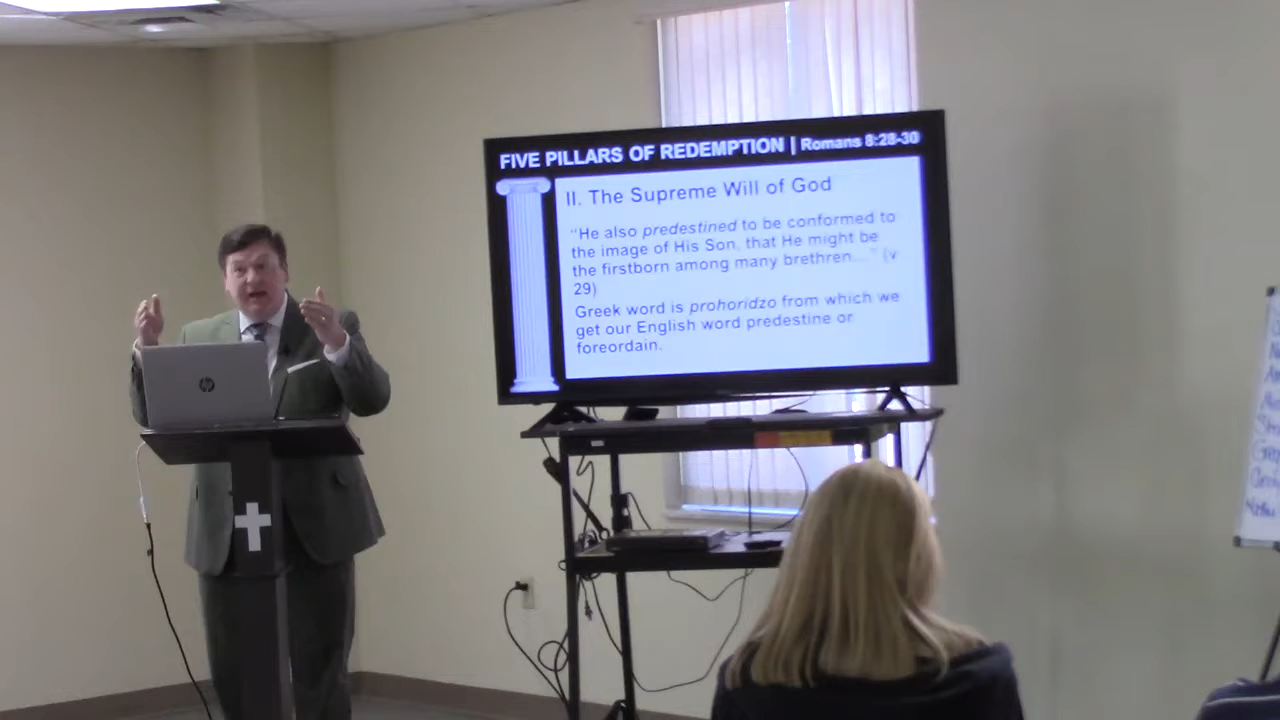 FIVE PILLARS OF REDEMPTION | Romans 8:28-30
II. The Supreme Will of God
“He also predestined to be conformed to
the image of His Son, that He might be
the firstborn among many brethren…” (v
29)
Greek word is prohoridzo from which we
get our English word predestine or
foreordain.
hp